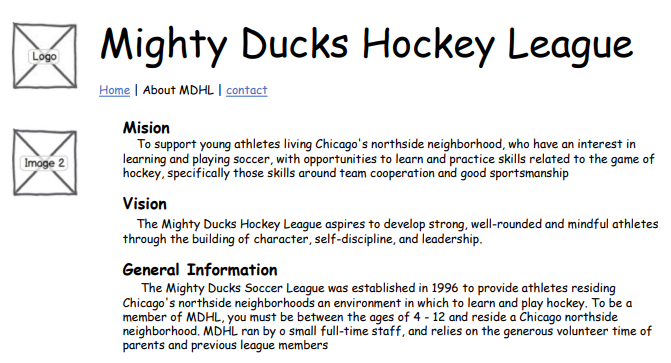 Logo
Mighty Ducks Hockey League
Home | About MDHL | contact
Image 2
Mision
To support young athletes living Chicago's northside neighborhood, who have an interest in
learning and playing soccer, with opportunities to learn and practice skills related to the game of
hockey, specifically those skills around team cooperation and good sportsmanship
Vision
The Mighty Ducks Hockey League aspires to develop strong, well-rounded and mindful athletes
through the building of character, self-discipline, and leadership.
General Information
The Mighty Ducks Soccer League was established in 1996 to provide athletes residing
Chicago's northside neighborhoods an environment in which to learn and play hockey. To be a
member of MDHL, you must be between the ages of 4 - 12 and reside a Chicago northside
neighborhood. MDHL ran by o small full-time staff, and relies on the generous volunteer time of
parents and previous league members